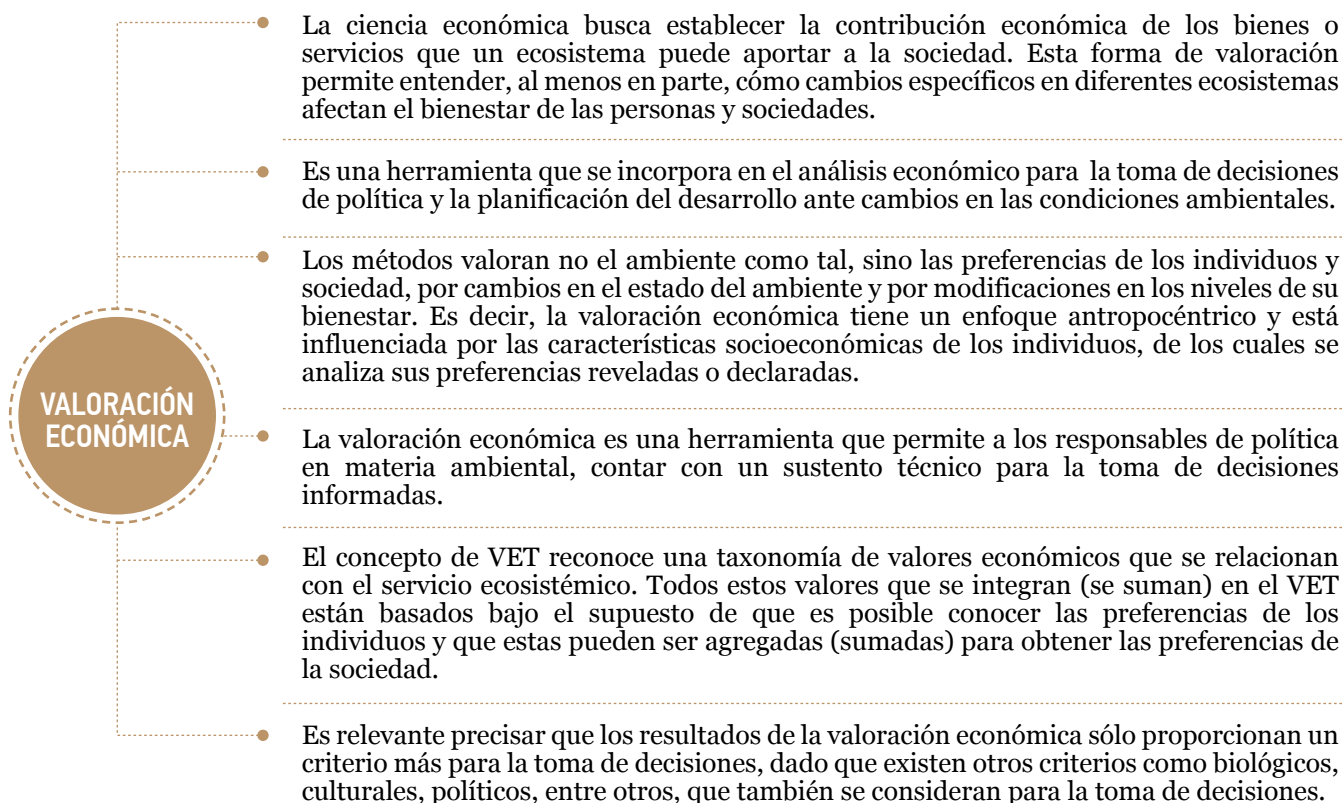 La ciencia económica busca establecer la contribución económica de los bienes o
servicios que un ecosistema puede aportar a la sociedad. Esta forma de valoración
permite entender, al menos en parte, cómo cambios específicos en diferentes ecosistemas
afectan el bienestar de las personas y sociedades.
Es una herramienta que se incorpora en el análisis económico para la toma de decisiones
de política y la planificación del desarrollo ante cambios en las condiciones ambientales.
Los métodos valoran no el ambiente como tal, sino las preferencias de los individuos y
sociedad, por cambios en el estado del ambiente y por modificaciones en los niveles de su
bienestar. Es decir, la valoración económica tiene un enfoque antropocéntrico y está
influenciada por las características socioeconómicas de los individuos, de los cuales se
analiza sus preferencias reveladas o declaradas.
VALORACIÓN
ECONÓMICA
La valoración económica es una herramienta que permite a los responsables de política
en materia ambiental, contar con un sustento técnico para la toma de decisiones
informadas.
El concepto de VET reconoce una taxonomía de valores económicos que se relacionan
con el servicio ecosistémico. Todos estos valores que se integran (se suman) en el VET
están basados bajo el supuesto de que es posible conocer las preferencias de los
individuos y que estas pueden ser agregadas (sumadas) para obtener las preferencias de
la sociedad.
Es relevante precisar que los resultados de la valoración económica sólo proporcionan un
criterio más para la toma de decisiones, dado que existen otros criterios como biológicos,
culturales, políticos, entre otros, que también se consideran para la toma de decisiones.